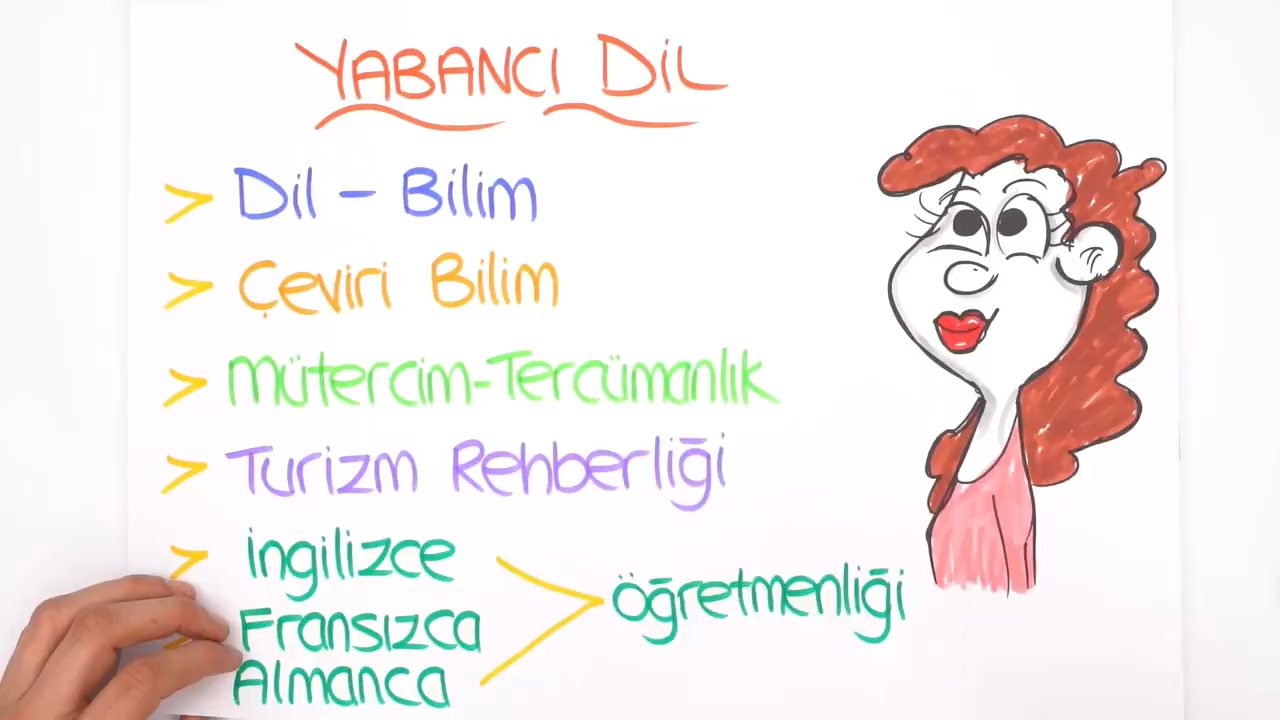 YABANCI DİL
> Dil - Bilim
> Çeviri Bilim
> Mütercim-Tercümanlık
> Turizm Rehberliği
> İngilizce
Fransızca
Almanca
> Öğretmenliği